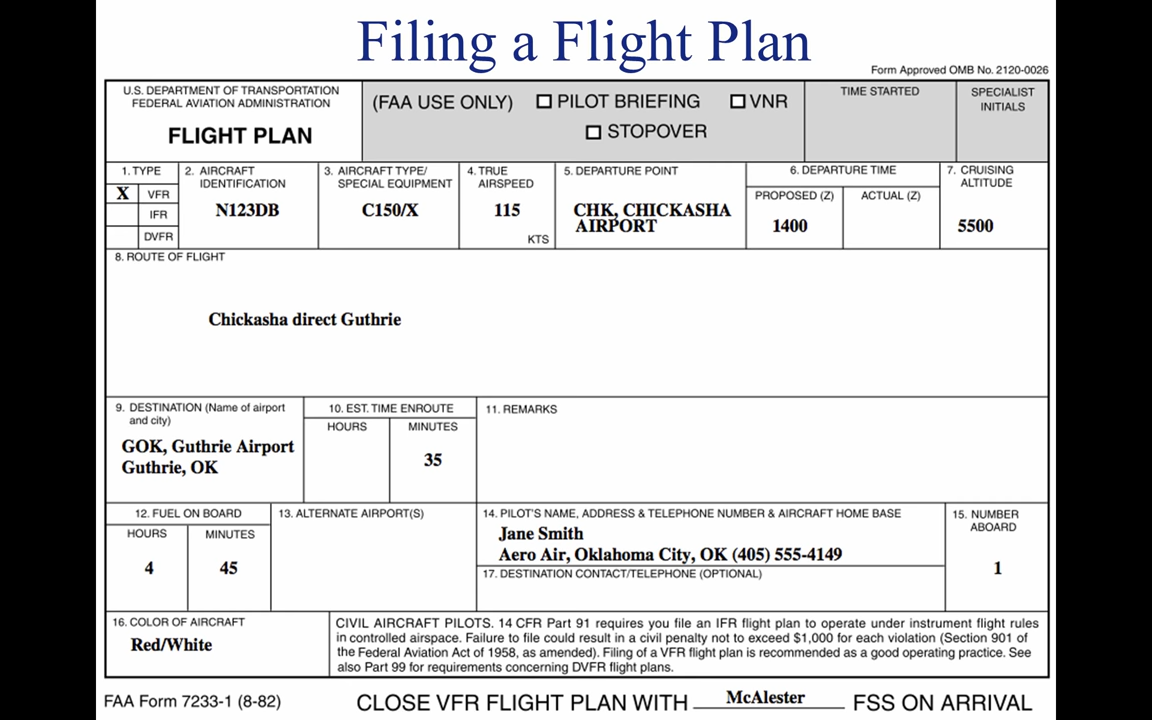 Filing a Flight Plan
Form Approved OMB No. 2120-0026
U.S. DEPARTMENT OF TRANSPORTATION
FEDERAL AVIATION ADMINISTRATION
FLIGHT PLAN
(FAA USE ONLY) PILOT BRIEFING VNR
STOPOVER
TIME STARTED
SPECIALIST
INITIALS
1. TYPE
X VFR
IFR
DVFR
2. AIRCRAFT
IDENTIFICATION
N123DB
3. AIRCRAFT TYPE/
SPECIAL EQUIPMENT
C150/X
4. TRUE
AIRSPEED
115
KTS
5. DEPARTURE POINT
CHK, CHICKASHA
AIRPORT
6. DEPARTURE TIME
PROPOSED (Z)
1400
ACTUAL (Z)
7. CRUISING
ALTITUDE
5500
8. ROUTE OF FLIGHT
Chickasha direct Guthrie
9. DESTINATION (Name of airport
and city)
GOK, Guthrie Airport
Guthrie, OK
10. EST. TIME ENROUTE
HOURS
MINUTES
35
11. REMARKS
12. FUEL ON BOARD
HOURS
4
MINUTES
45
13. ALTERNATE AIRPORT(S)
14. PILOT'S NAME, ADDRESS & TELEPHONE NUMBER & AIRCRAFT HOME BASE
Jane Smith
Aero Air, Oklahoma City, OK (405) 555-4149
17. DESTINATION CONTACT/TELEPHONE (OPTIONAL)
15. NUMBER
ABOARD
1
16. COLOR OF AIRCRAFT
Red/White
CIVIL AIRCRAFT PILOTS. 14 CFR Part 91 requires you file an IFR flight plan to operate under instrument flight rules
in controlled airspace. Failure to file could result in a civil penalty not to exceed $1,000 for each violation (Section 901 of
the Federal Aviation Act of 1958, as amended). Filing of a VFR flight plan is recommended as a good operating practice. See
also Part 99 for requirements concerning DVFR flight plans.
FAA Form 7233-1 (8-82)
CLOSE VFR FLIGHT PLAN WITH McAlester FSS ON ARRIVAL